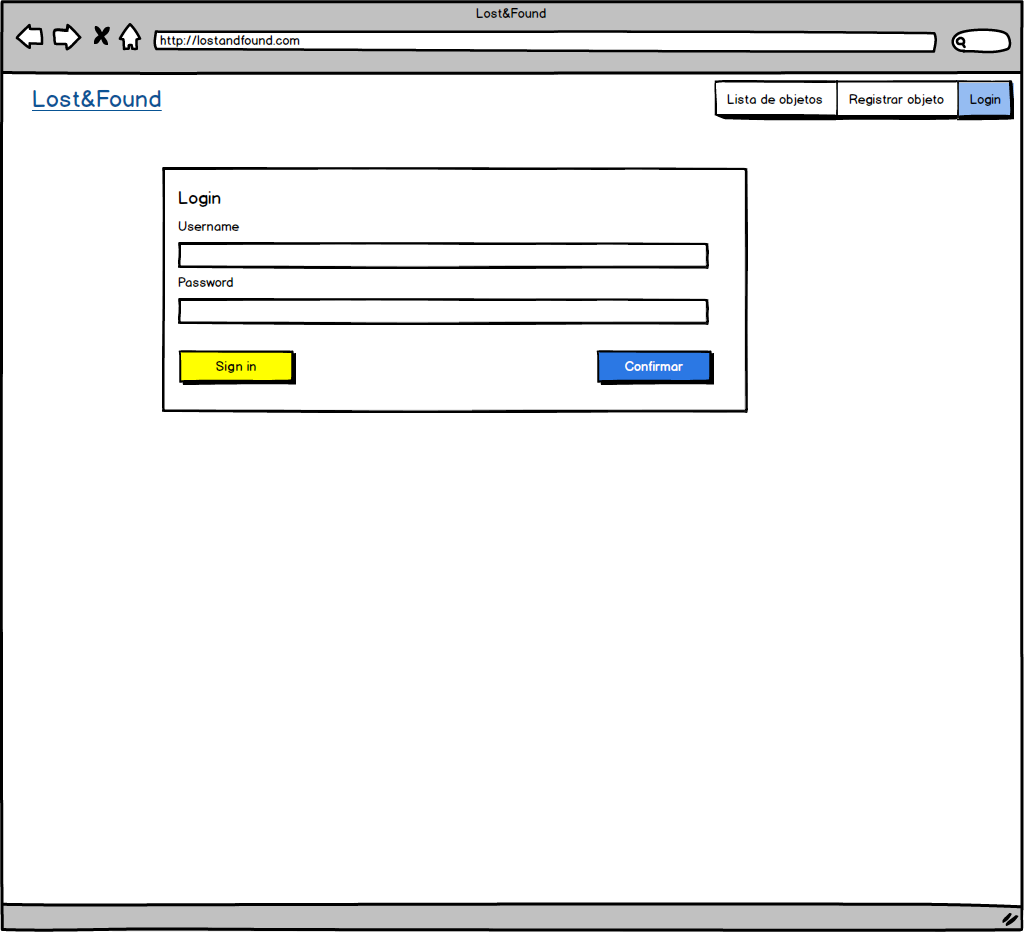 Lost&Found
http://lostandfound.com
Lost&Found
Lista de objetos
Registrar objeto
Login
Login
Username
Password
Sign in
Confirmar